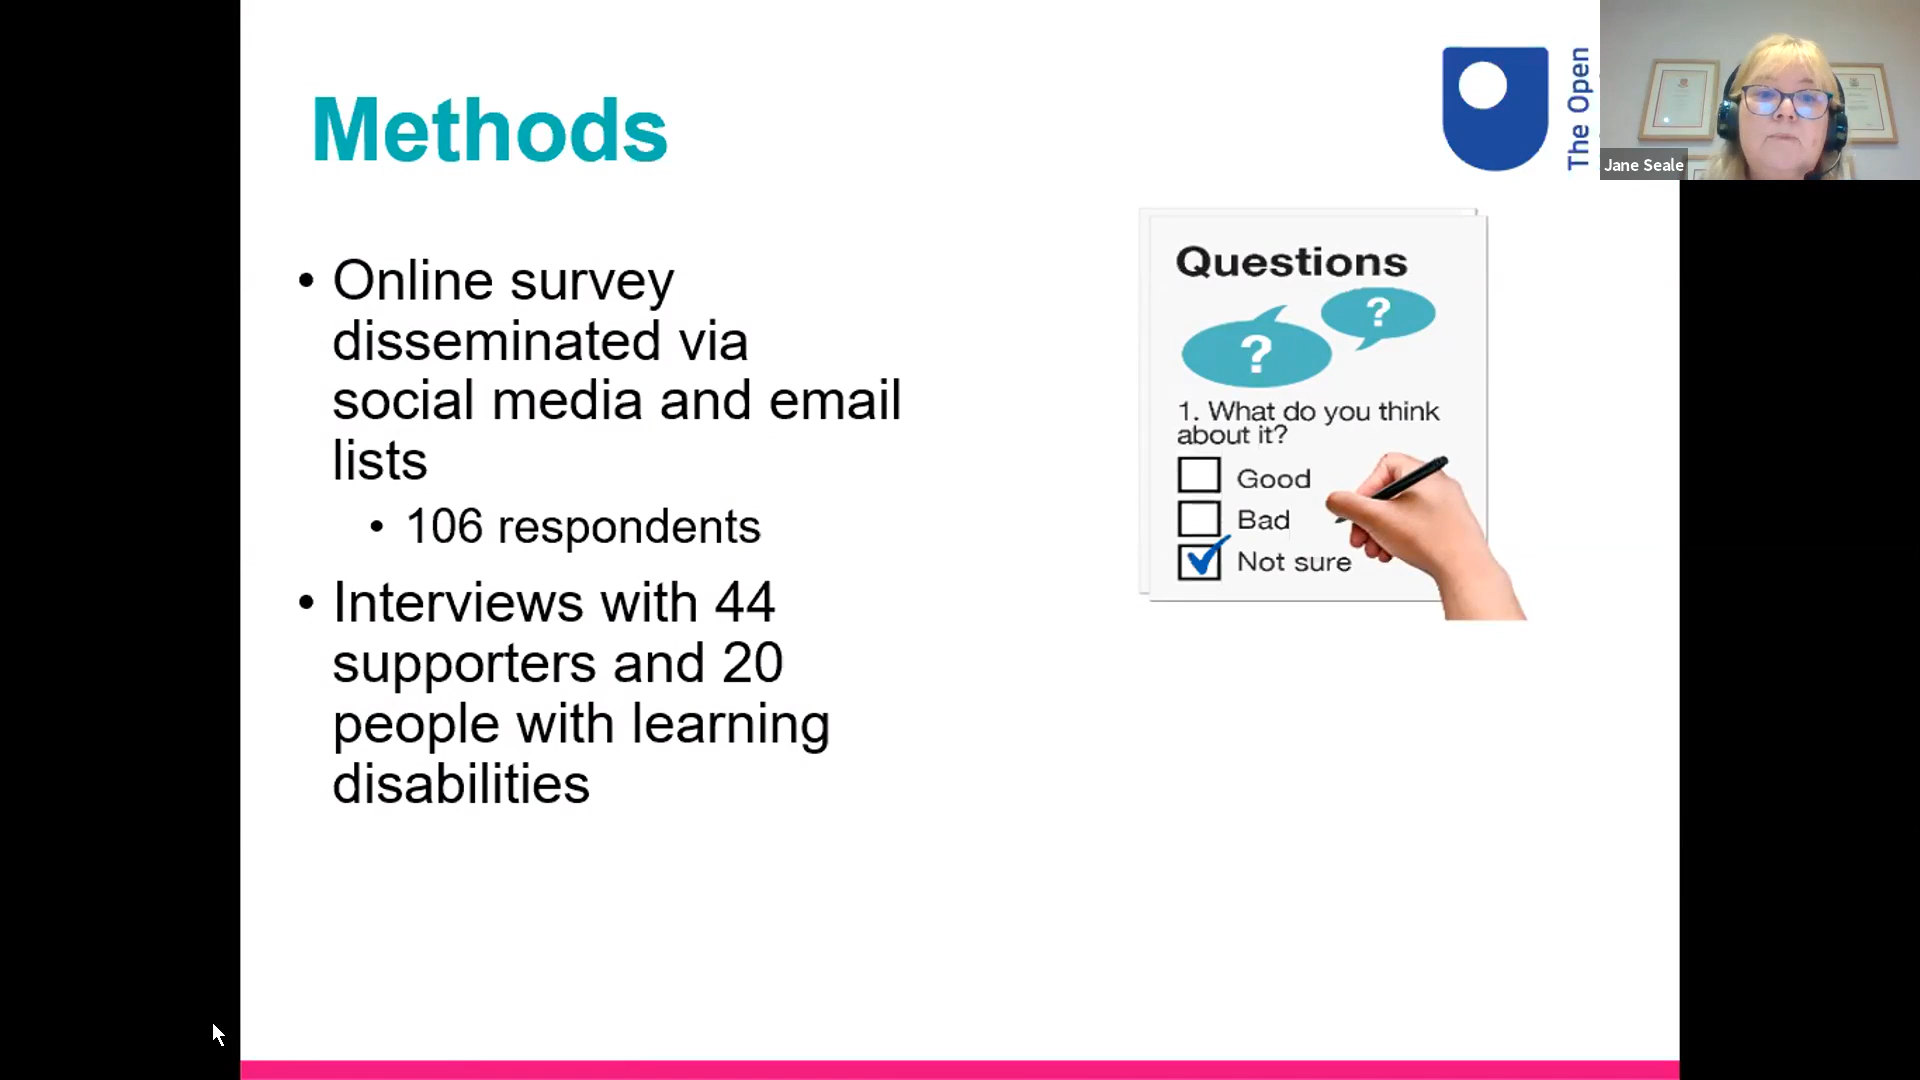 Methods
The Open
Jane Seale
• Online survey
disseminated via
social media and email
lists
• 106 respondents
• Interviews with 44
supporters and 20
people with learning
disabilities
Questions
?
?
1. What do you think
about it?
Good
Bad
Not sure